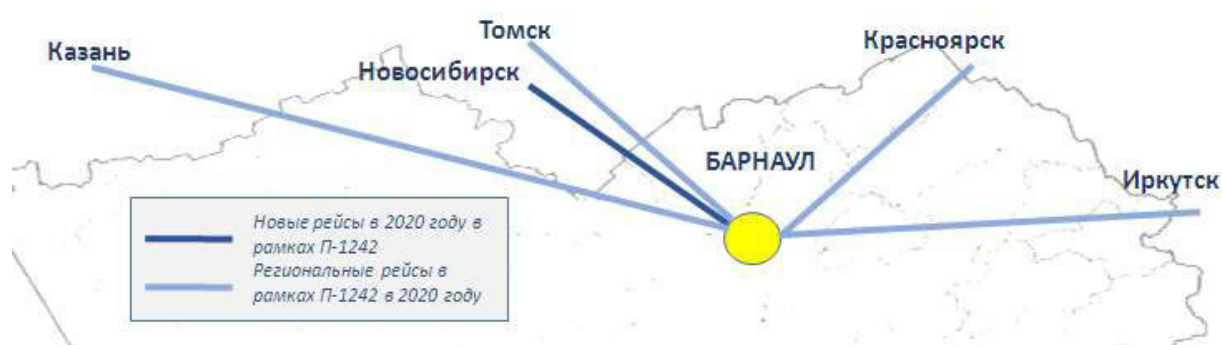 Томск
Казань
Красноярск
Новосибирск
БАРНАУЛ
Иркутск
Новые рейсы в 2020 году в
рамках П-1242
Региональные рейсы в
рамках П-1242 в 2020 году